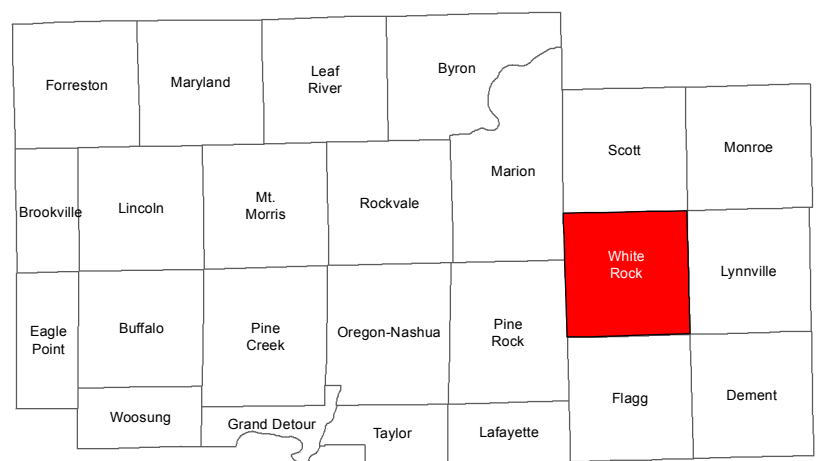 Forreston
Maryland
Leaf
River
Byron
Scott
Monroe
Brookville
Lincoln
Mt.
Morris
Rockvale
Marion
White
Rock
Lynnville
Eagle
Point
Buffalo
Pine
Creek
Oregon-Nashua
Pine
Rock
Flagg
Dement
Woosung
Grand Detour
Taylor
Lafayette